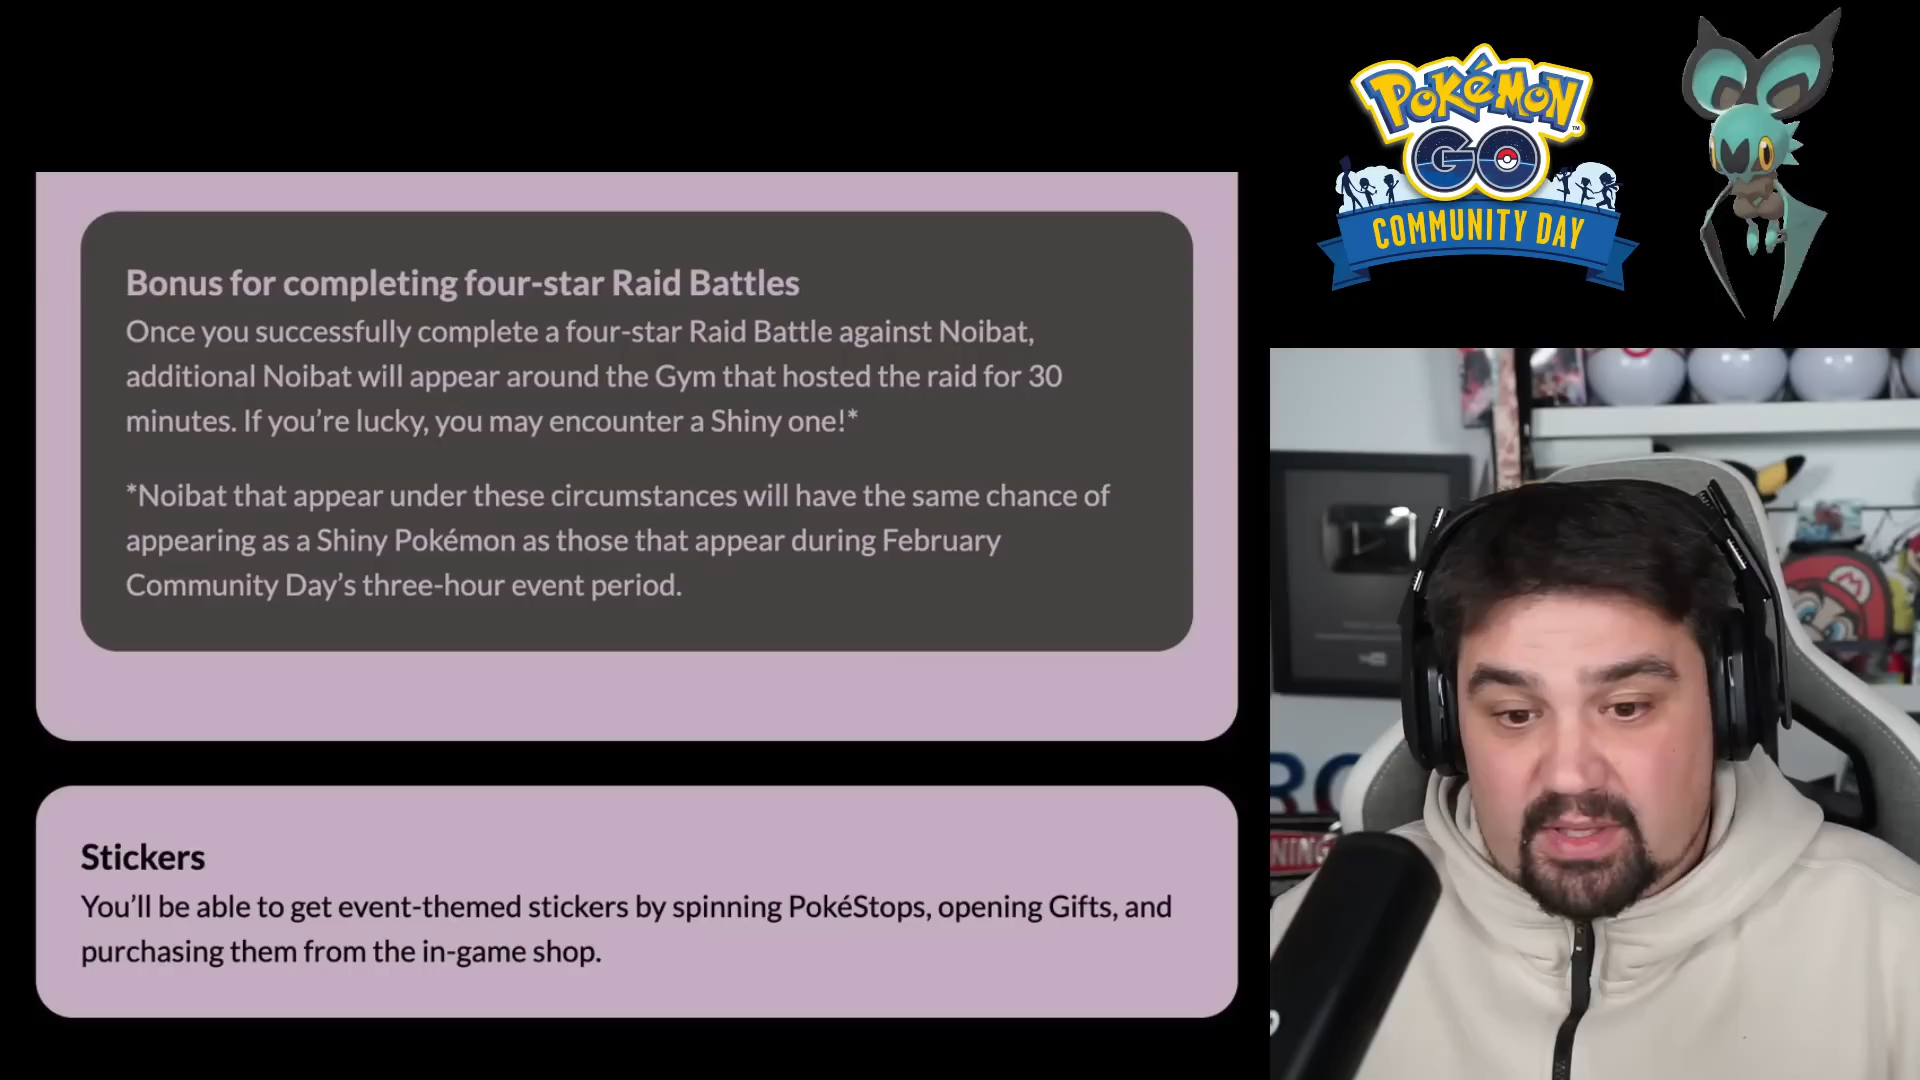 Pokémon
GO
COMMUNITY DAY
Bonus for completing four-star Raid Battles
Once you successfully complete a four-star Raid Battle against Noibat,
additional Noibat will appear around the Gym that hosted the raid for 30
minutes. If you’re lucky, you may encounter a Shiny one!*
*Noibat that appear under these circumstances will have the same chance of
appearing as a Shiny Pokémon as those that appear during February
Community Day’s three-hour event period.
Stickers
You’ll be able to get event-themed stickers by spinning PokéStops, opening Gifts, and
purchasing them from the in-game shop.